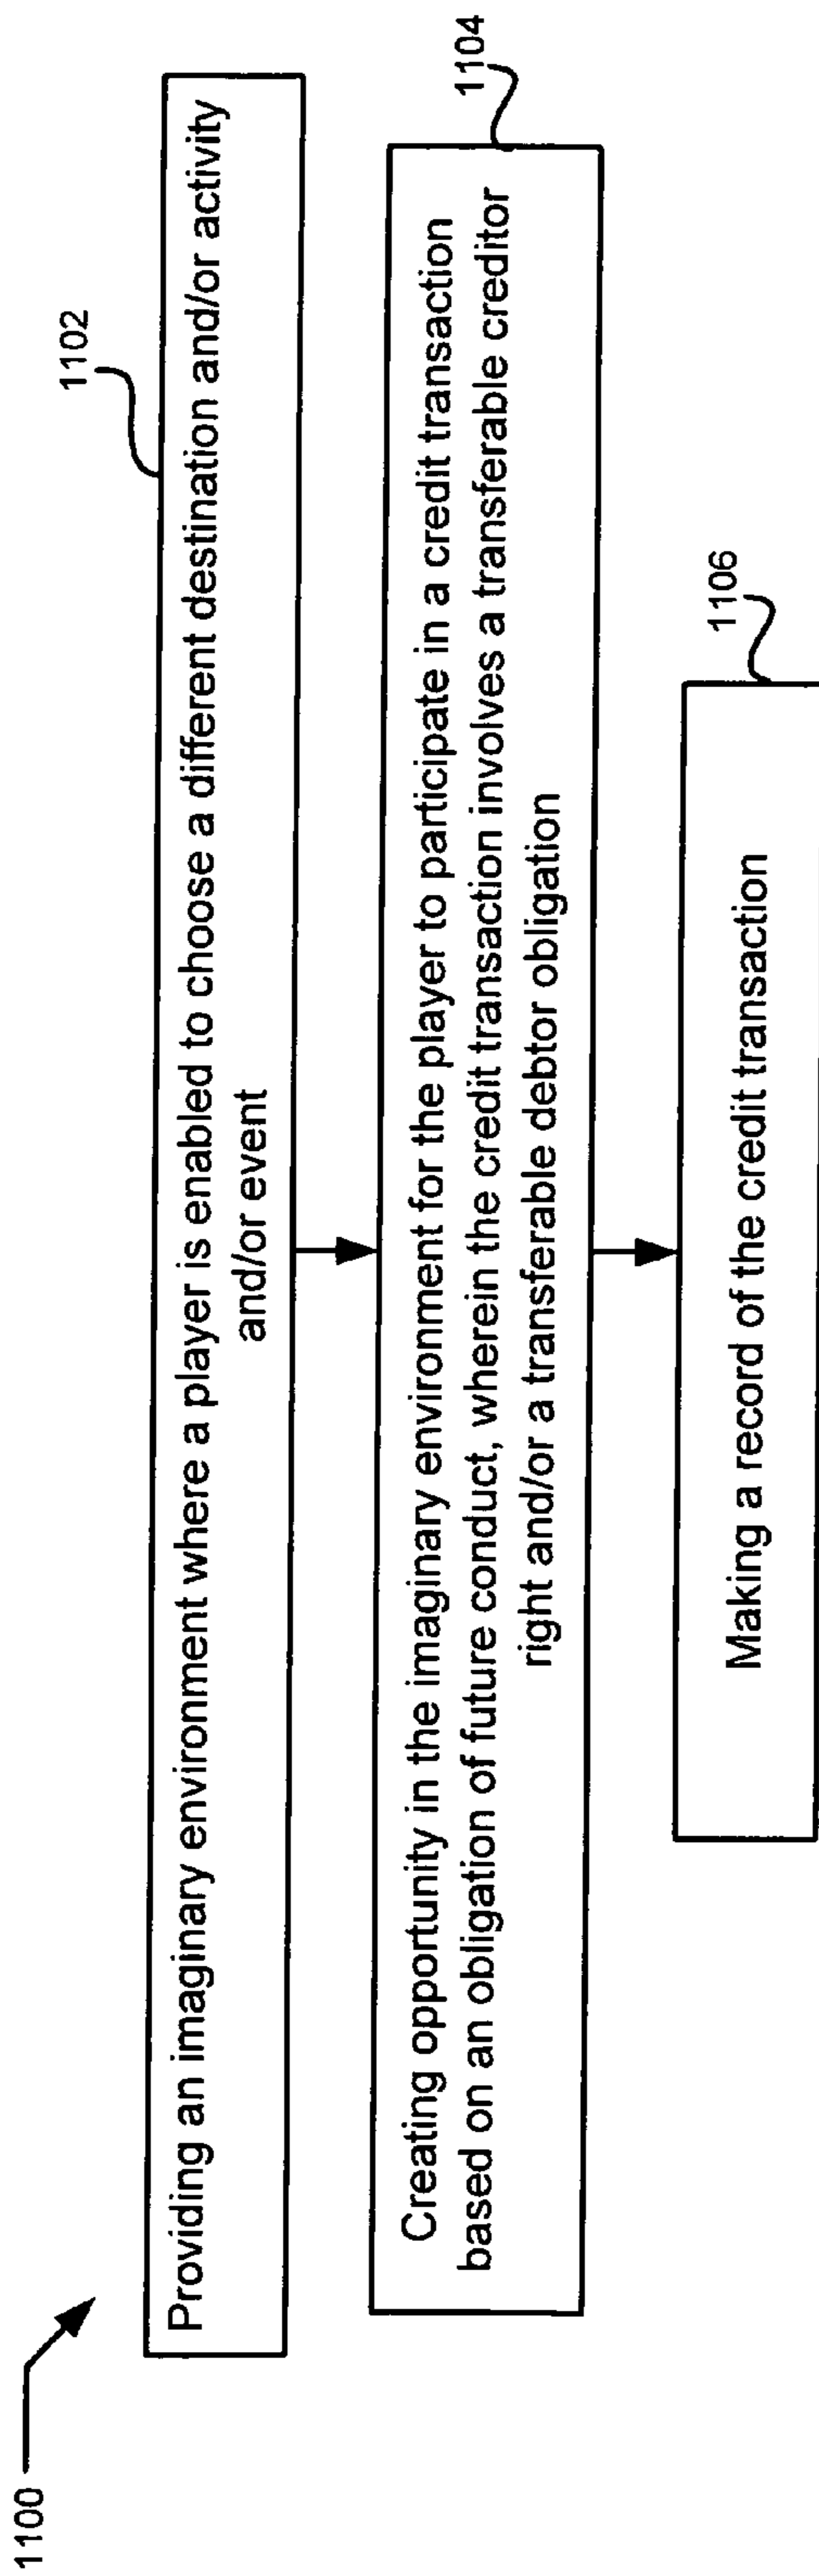 1100
1102
Providing an imaginary environment where a player is enabled to choose a different destination and/or activity
and/or event
1104
Creating opportunity in the imaginary environment for the player to participate in a credit transaction
based on an obligation of future conduct, wherein the credit transaction involves a transferable creditor
right and/or a transferable debtor obligation
1106
Making a record of the credit transaction